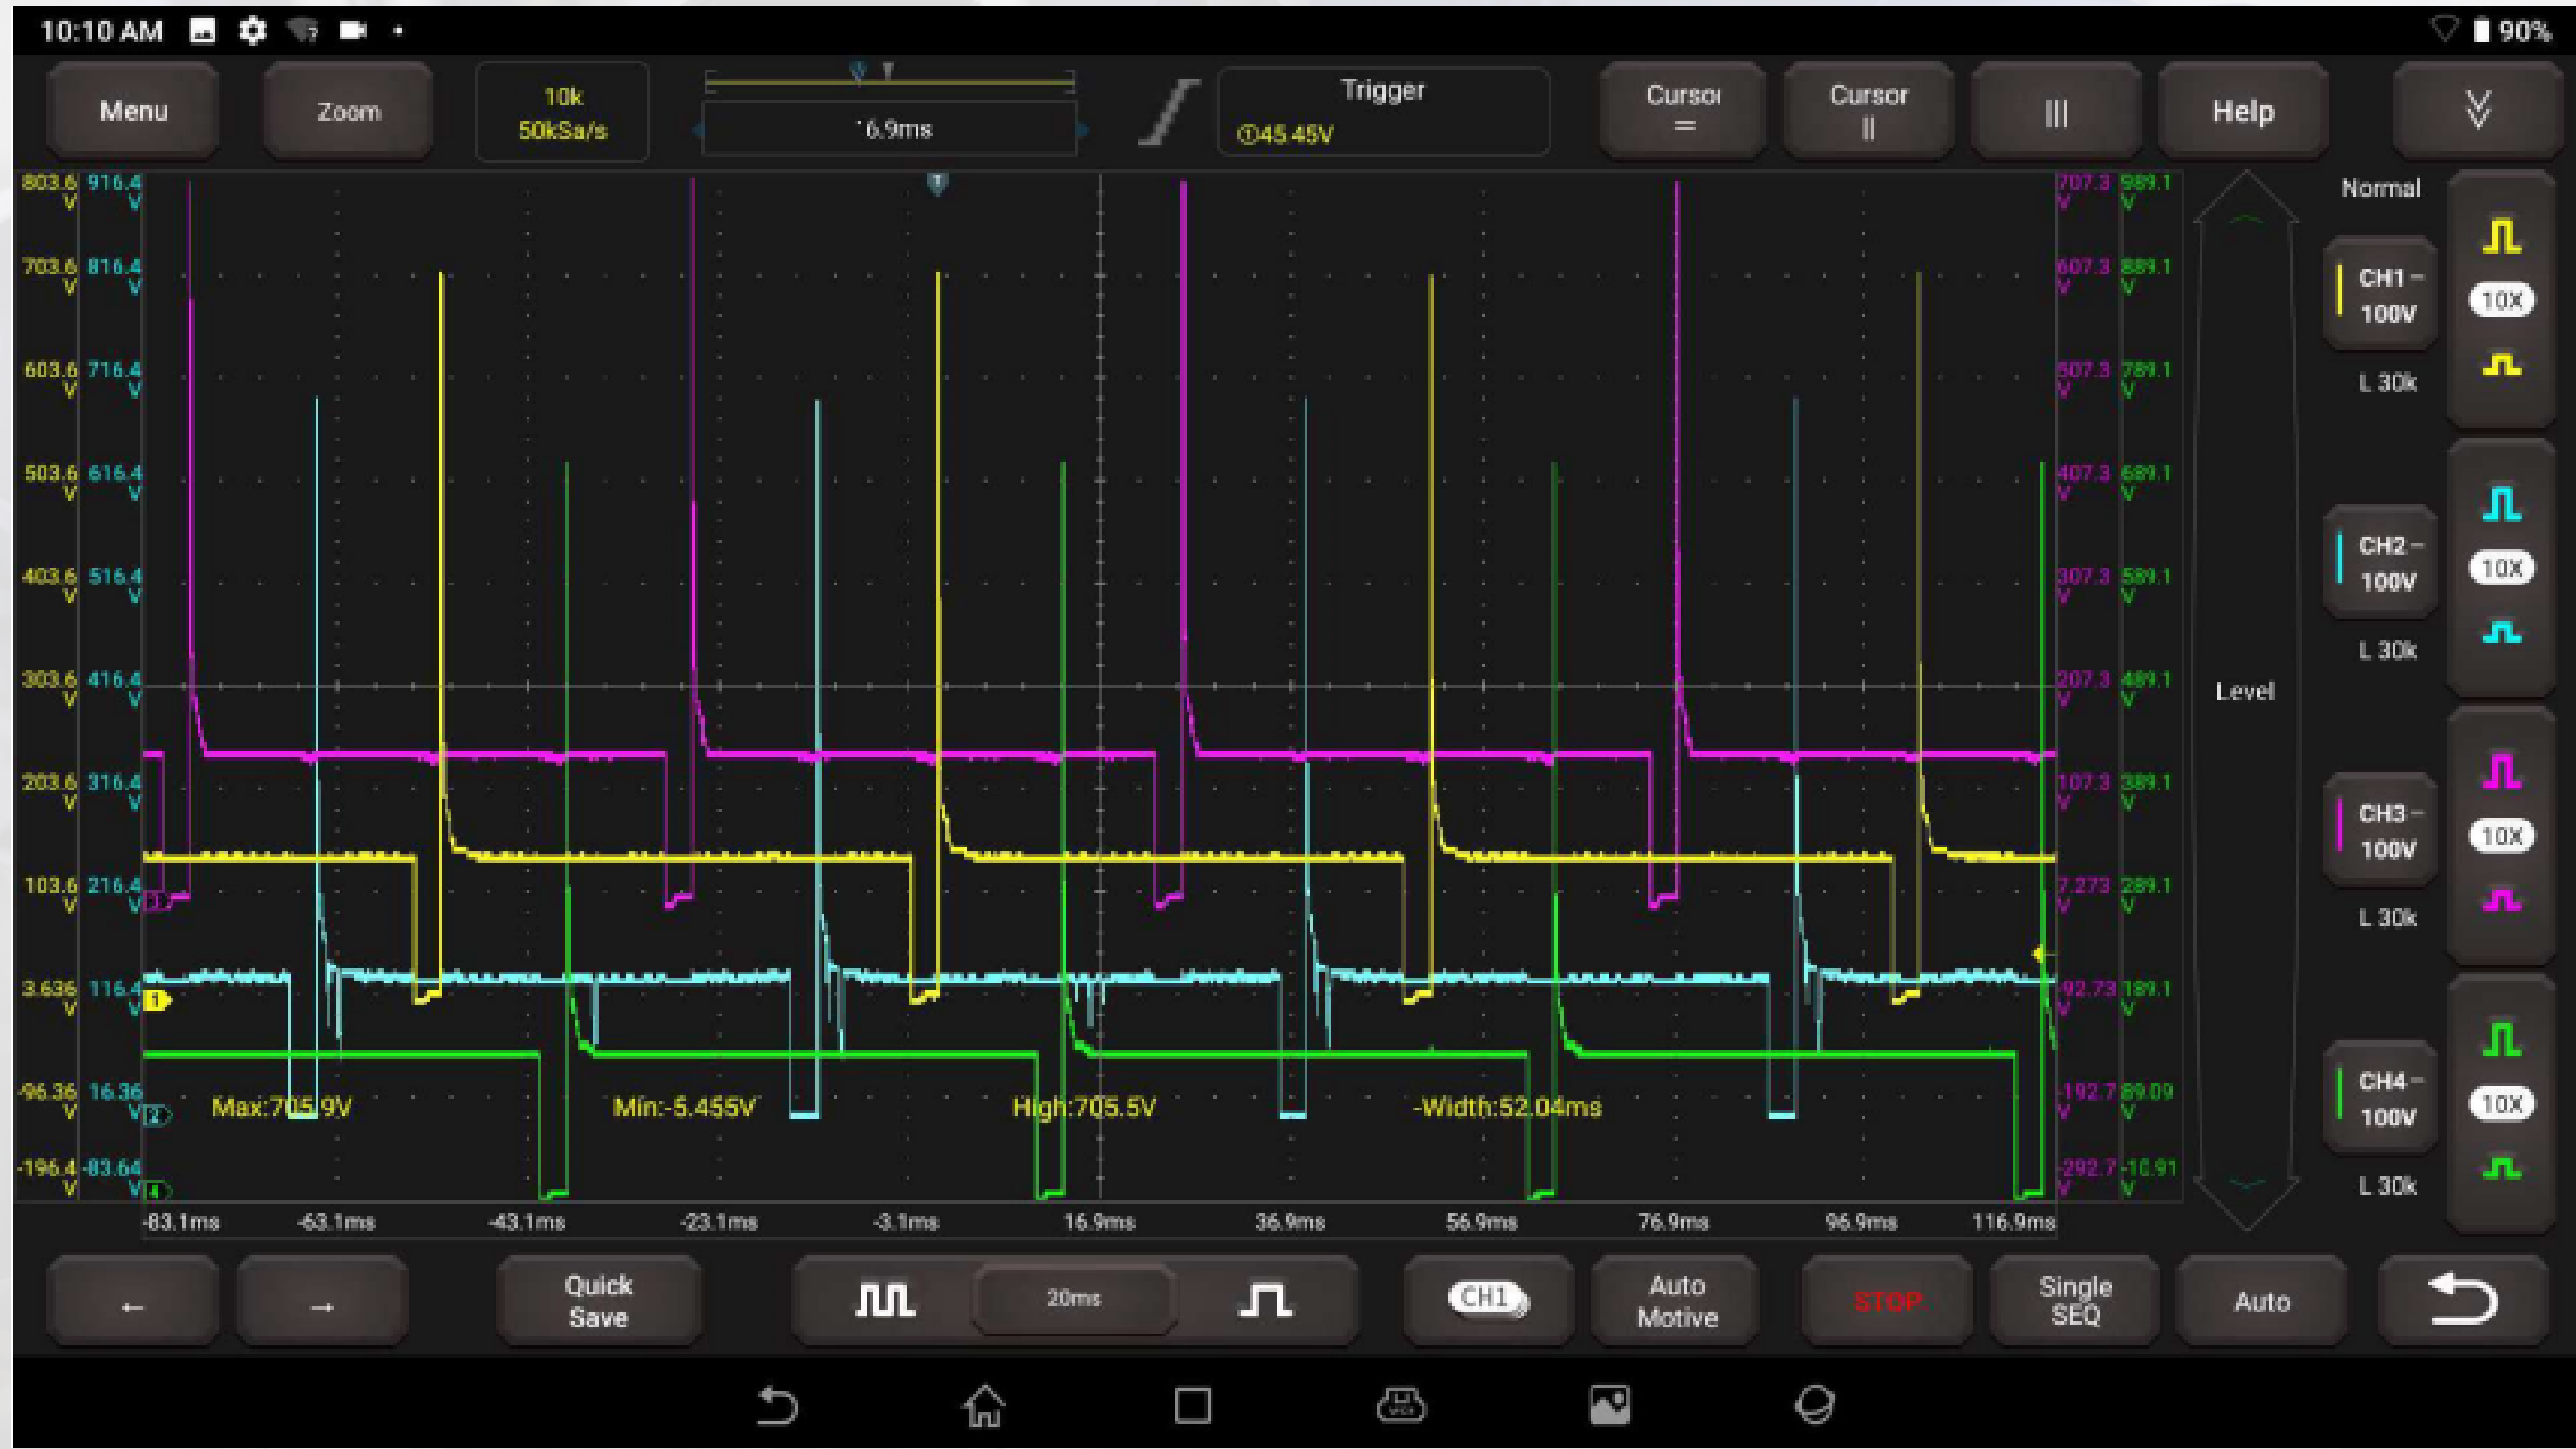 10:10 AM
90%
Menu
Zoom
10k
50kSa/s
6.9ms
Trigger
①45.45V
Cursor
Cursor
Help
T
803.6 916.4
V V
703.6 816.4
V V
603.6 716.4
V V
503.6 616.4
V V
403.6 516.4
V V
303.6 416.4
V V
203.6 316.4
V V
103.6 216.4
V V
3.636 116.4
V V
-96.36 16.36
V V
-196.4 -83.64
V V
3
1
2
4
707.3 989.1
V V
607.3 889.1
V V
507.3 789.1
V V
407.3 689.1
V V
307.3 589.1
V V
207.3 489.1
V V
107.3 389.1
V V
7.273 289.1
V V
-92.73 189.1
V V
-192.7 89.09
V V
-292.7 -10.91
V V
Max:705.9V Min:-5.455V High:705.5V -Width:52.04ms
-83.1ms -63.1ms -43.1ms -23.1ms -3.1ms 16.9ms 36.9ms 56.9ms 76.9ms 96.9ms 116.9ms
Level
Normal
CH1
100V
10X
L 30k
CH2
100V
10X
L 30k
CH3
100V
10X
L 30k
CH4
100V
10X
L 30k
←
→
Quick
Save
20ms
CH1
Auto
Motive
STOP
Single
SEQ
Auto